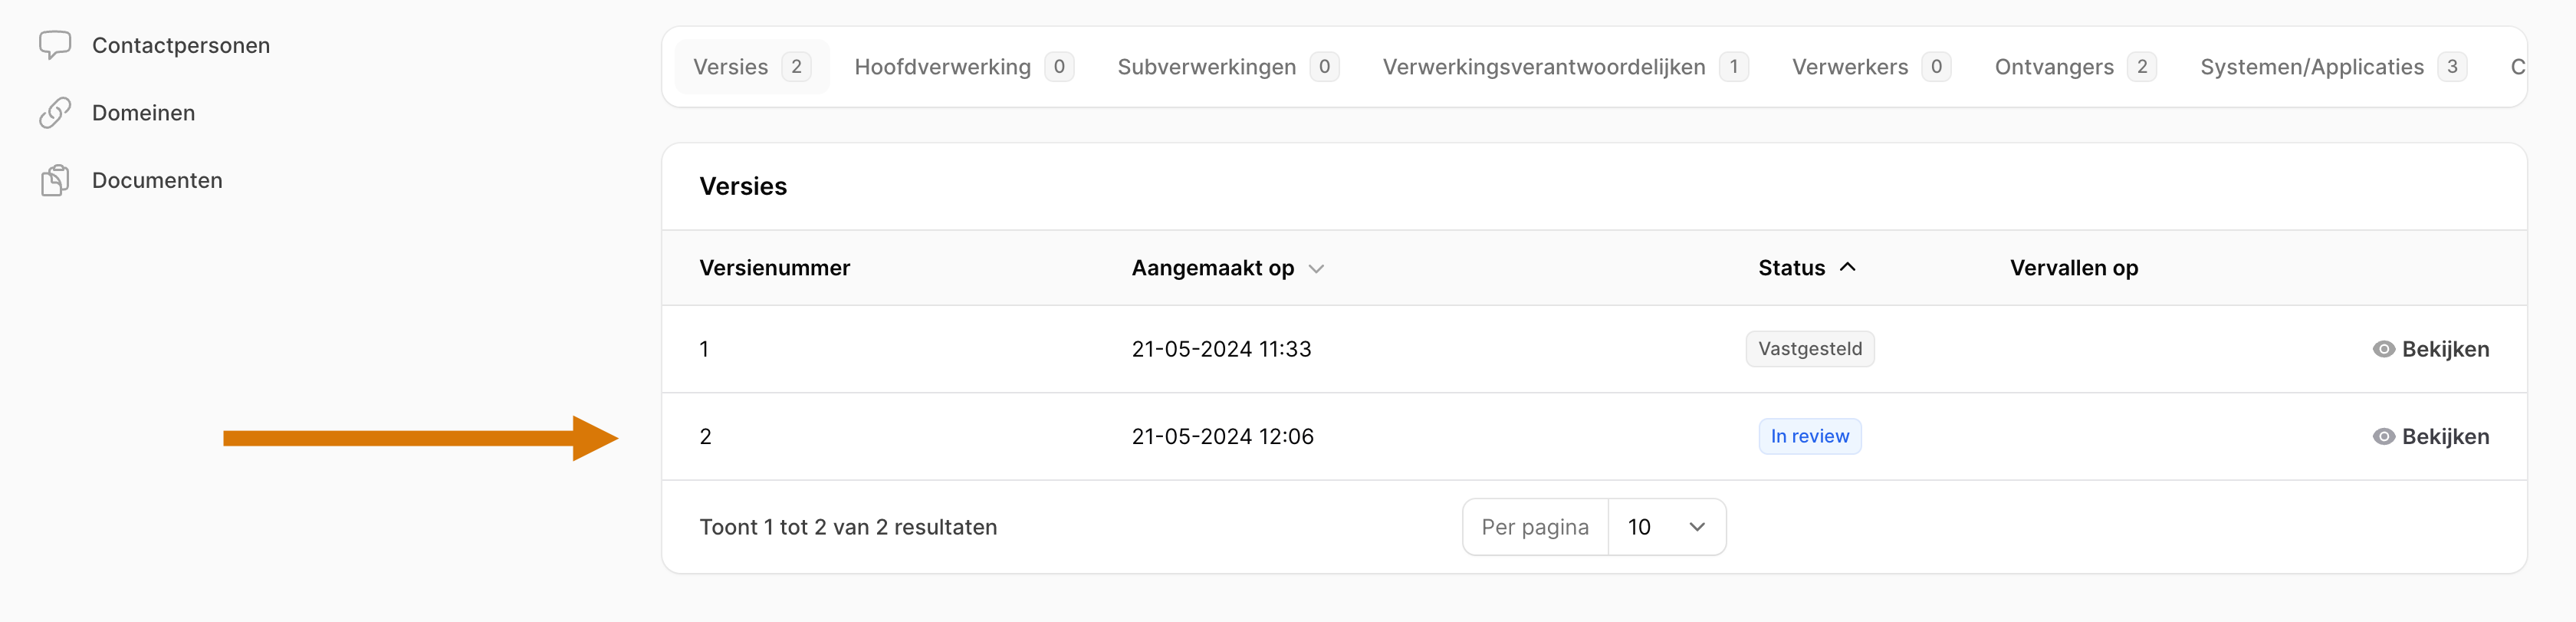 Contactpersonen
Domeinen
Documenten
Versies 2 Hoofdverwerking 0 Subverwerkingen 0 Verwerkingsverantwoordelijken 1 Verwerkers 0 Ontvangers 2 Systemen/Applicaties 3 C
Versies
Versienummer Aangemaakt op Status Vervallen op
1 21-05-2024 11:33 Vastgesteld Bekijken
2 21-05-2024 12:06 In review Bekijken
Toont 1 tot 2 van 2 resultaten Per pagina 10